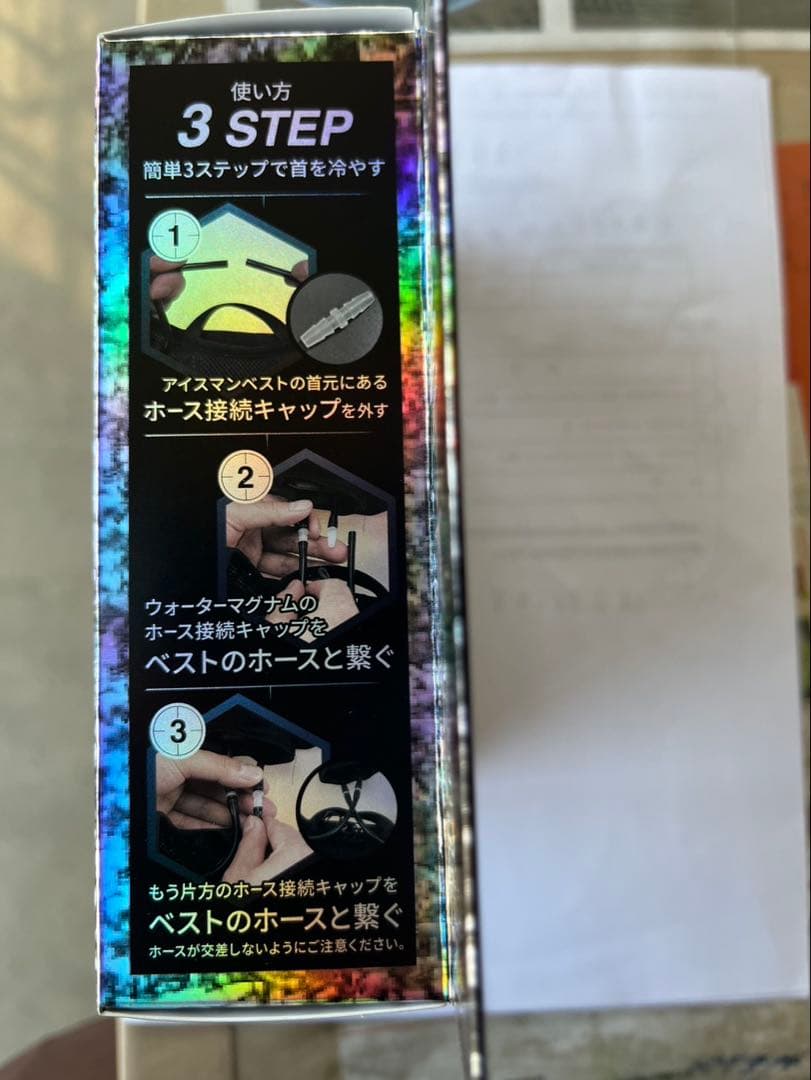 使い方
3 STEP
簡単3ステップで首を冷やす
1
アイスマンベストの首元にある
ホース接続キャップを外す
2
ウォーターマグナムの
ホース接続キャップを
ベストのホースと繋ぐ
3
もう片方のホース接続キャップを
ベストのホースと繋ぐ
ホースが交差しないようにご注意ください。